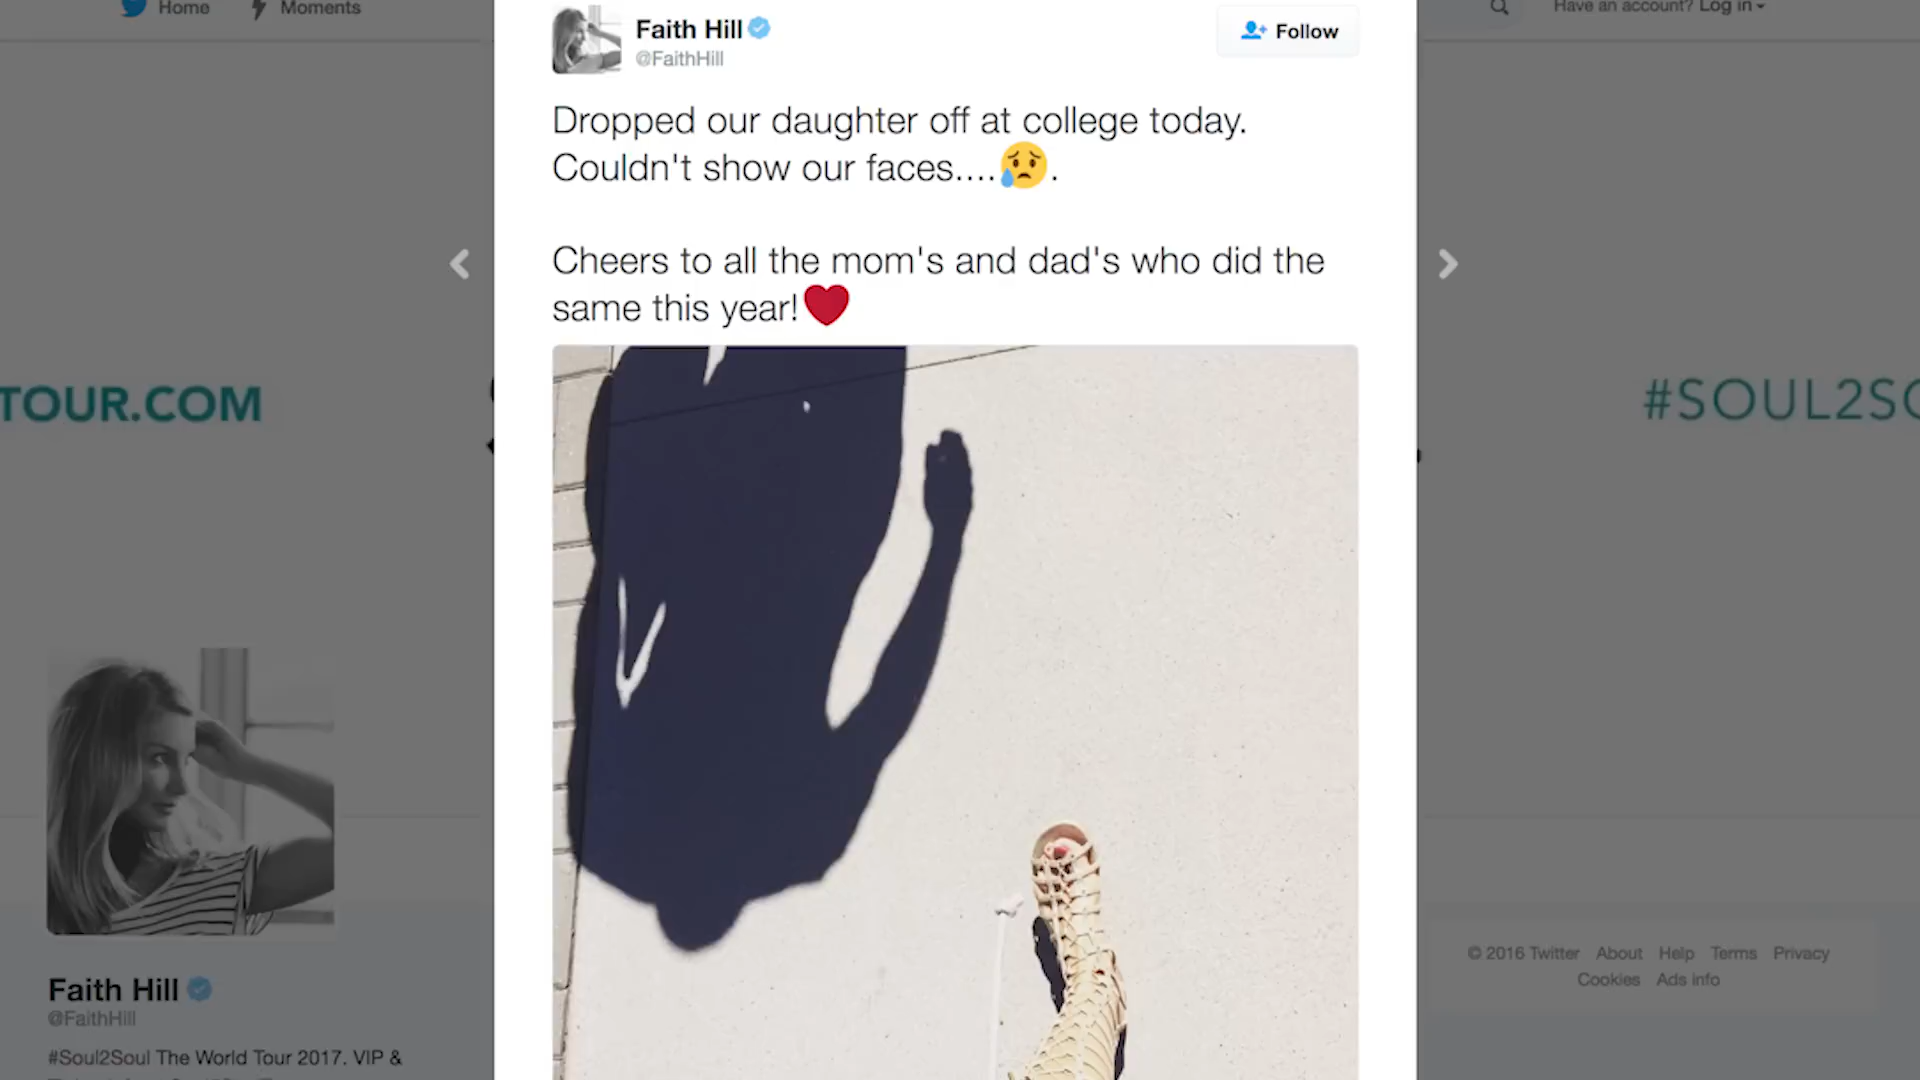 Home Moments
Have an account? Log in
Faith Hill
@FaithHill
Follow
Dropped our daughter off at college today.
Couldn't show our faces.... 😥.
Cheers to all the mom's and dad's who did the
same this year! ❤
TOUR.COM
#SOUL2SO
Faith Hill
@FaithHill
#Soul2Soul The World Tour 2017. VIP &
© 2016 Twitter About Help Terms Privacy
Cookies Ads info